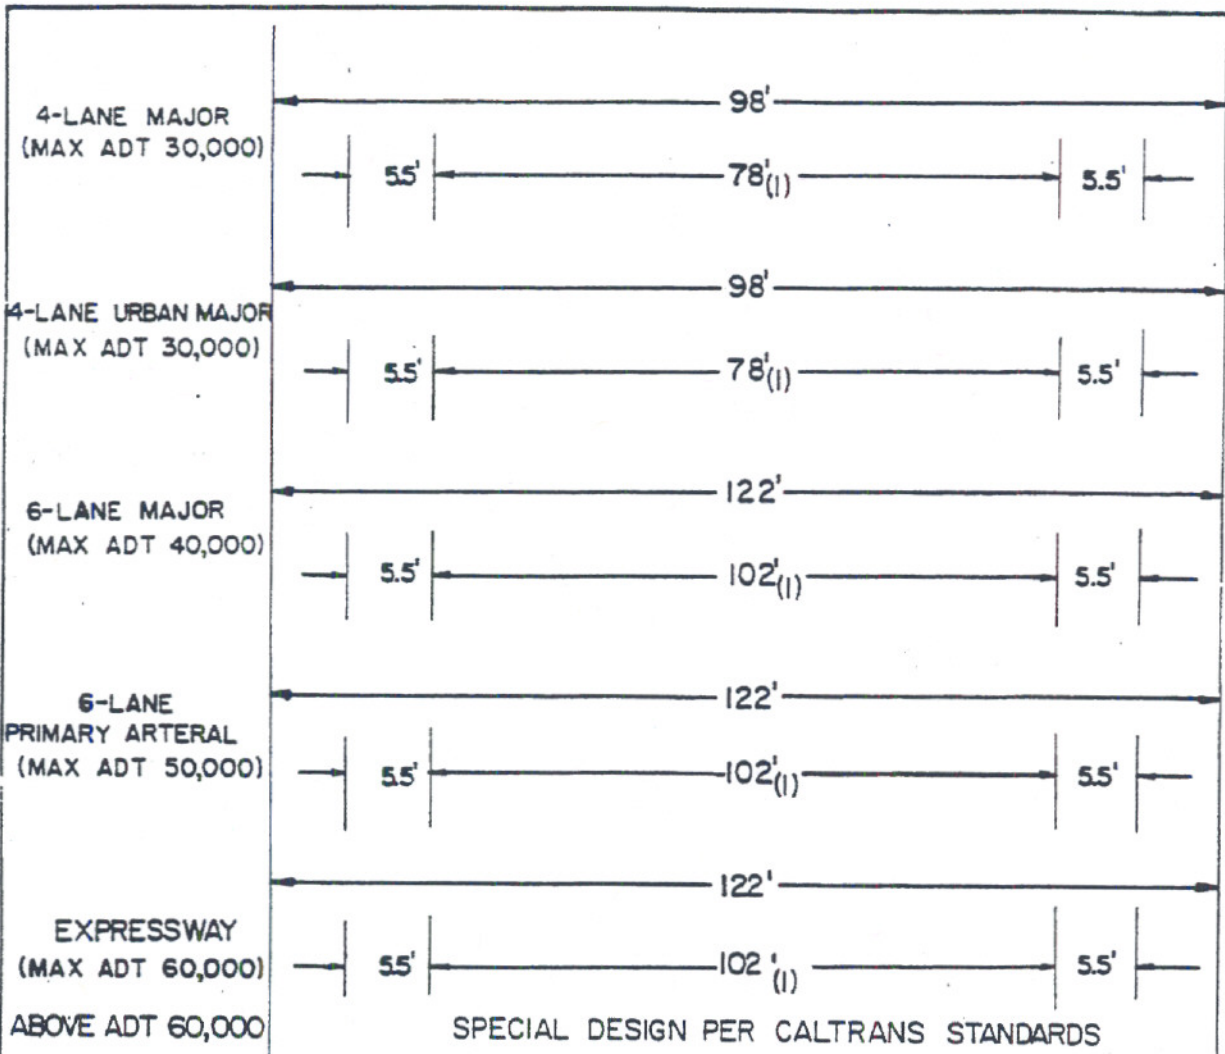 98'
4-LANE MAJOR
(MAX ADT 30,000)
5.5' 78'(1) 5.5'
98'
4-LANE URBAN MAJOR
(MAX ADT 30,000)
5.5' 78'(1) 5.5'
122'
6-LANE MAJOR
(MAX ADT 40,000)
5.5' 102'(1) 5.5'
122'
6-LANE
PRIMARY ARTERAL
(MAX ADT 50,000)
5.5' 102'(1) 5.5'
122'
EXPRESSWAY
(MAX ADT 60,000)
5.5' 102'(1) 5.5'
ABOVE ADT 60,000 SPECIAL DESIGN PER CALTRANS STANDARDS